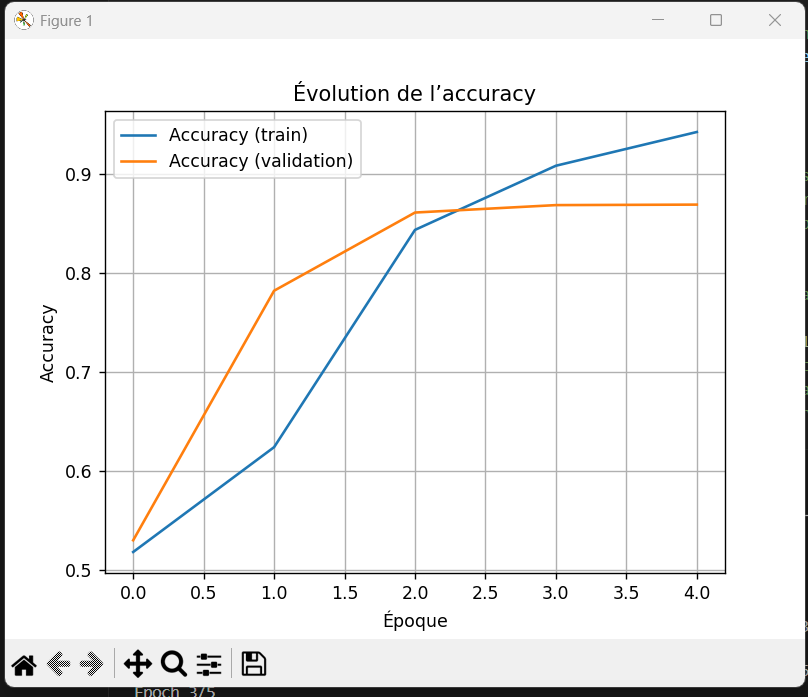 Figure 1
Évolution de l’accuracy
Accuracy (train)
Accuracy (validation)
0.9
0.8
0.7
0.6
0.5
Accuracy
0.0 0.5 1.0 1.5 2.0 2.5 3.0 3.5 4.0
Époque
Epoch 3/5